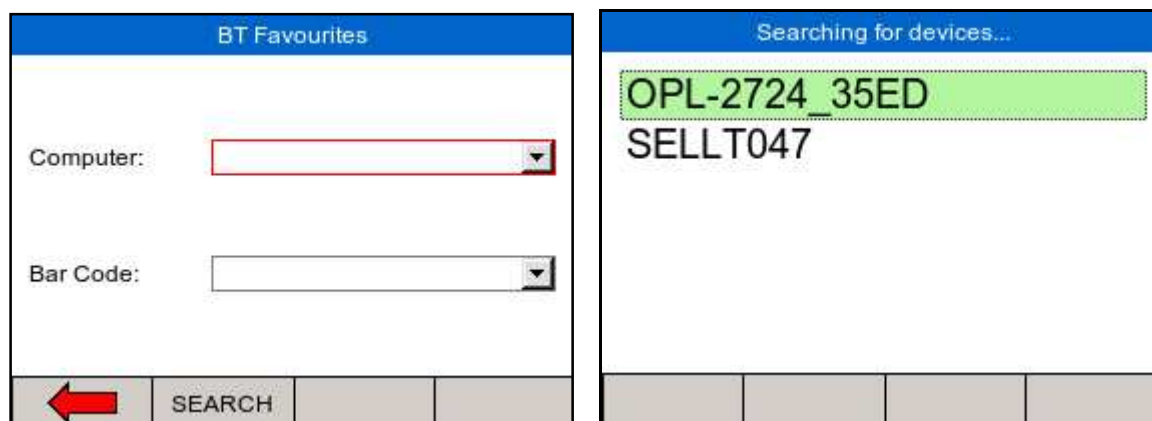 BT Favourites
Computer:
Bar Code:
SEARCH
Searching for devices...
OPL-2724_35ED
SELLT047